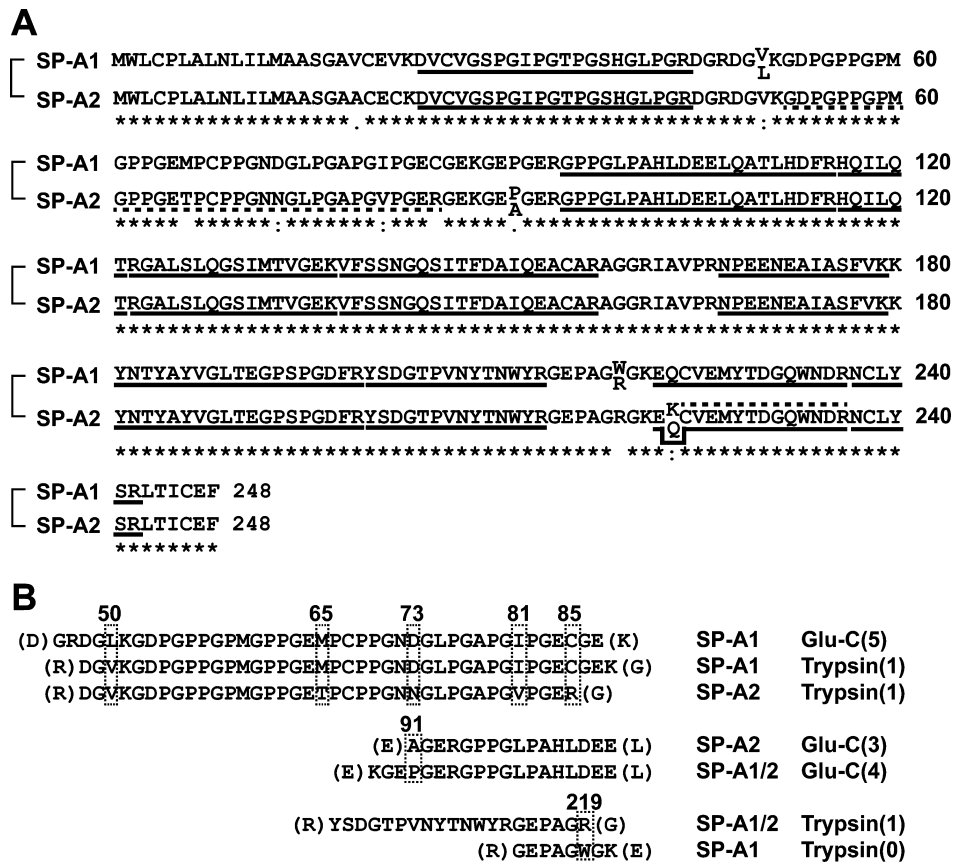 A
SP-A1 MWLCPLALNLILMAASGAVCEVKDVCVGSPGIPGTPGSHGLPGRDGRDGVKGDPGPPGPM 60
L
SP-A2 MWLCPLALNLILMAASGAACECKDVCVGSPGIPGTPGSHGLPGRDGRDGVKGDPGPPGPM 60
******************.******************************:**********
SP-A1 GPPGEMPCPPGNDGLPGAPGIPGECGEKGEPGERGPPGLPAHLDEELQATLHDFRHQILQ 120
SP-A2 GPPGETPCPPGNNGLPGAPGVPGERGEKGEPGERGPPGLPAHLDEELQATLHDFRHQILQ 120
A
***** ******:*******:*** *****.*****************************
SP-A1 TRGALSLQGSIMTVGEKVFSSNGQSITFDAIQEACARAGGRIAVPRNPEENEAIASFVKK 180
SP-A2 TRGALSLQGSIMTVGEKVFSSNGQSITFDAIQEACARAGGRIAVPRNPEENEAIASFVKK 180
************************************************************
SP-A1 YNTYAYVGLTEGPSPGDFRYSDGTPVNYTNWYRGEPAGWGKEQCVEMYTDGQWNDRNCLY 240
R
SP-A2 YNTYAYVGLTEGPSPGDFRYSDGTPVNYTNWYRGEPAGRGKEKCVEMYTDGQWNDRNCLY 240
Q
************************************** ***:*****************
SP-A1 SRLTICEF 248
SP-A2 SRLTICEF 248
********
B
50 65 73 81 85
(D)GRDGLKGDPGPPGPMGPPGEMPCPPGNDGLPGAPGIPGECGE(K) SP-A1 Glu-C(5)
(R)DGVKGDPGPPGPMGPPGEMPCPPGNDGLPGAPGIPGECGEK(G) SP-A1 Trypsin(1)
(R)DGVKGDPGPPGPMGPPGETPCPPGNNGLPGAPGVPGER(G) SP-A2 Trypsin(1)
91
(E)AGERGPPGLPAHLDEE(L) SP-A2 Glu-C(3)
(E)KGEPGERGPPGLPAHLDEE(L) SP-A1/2 Glu-C(4)
219
(R)YSDGTPVNYTNWYRGEPAGR(G) SP-A1/2 Trypsin(1)
(R)GEPAGWGK(E) SP-A1 Trypsin(0)